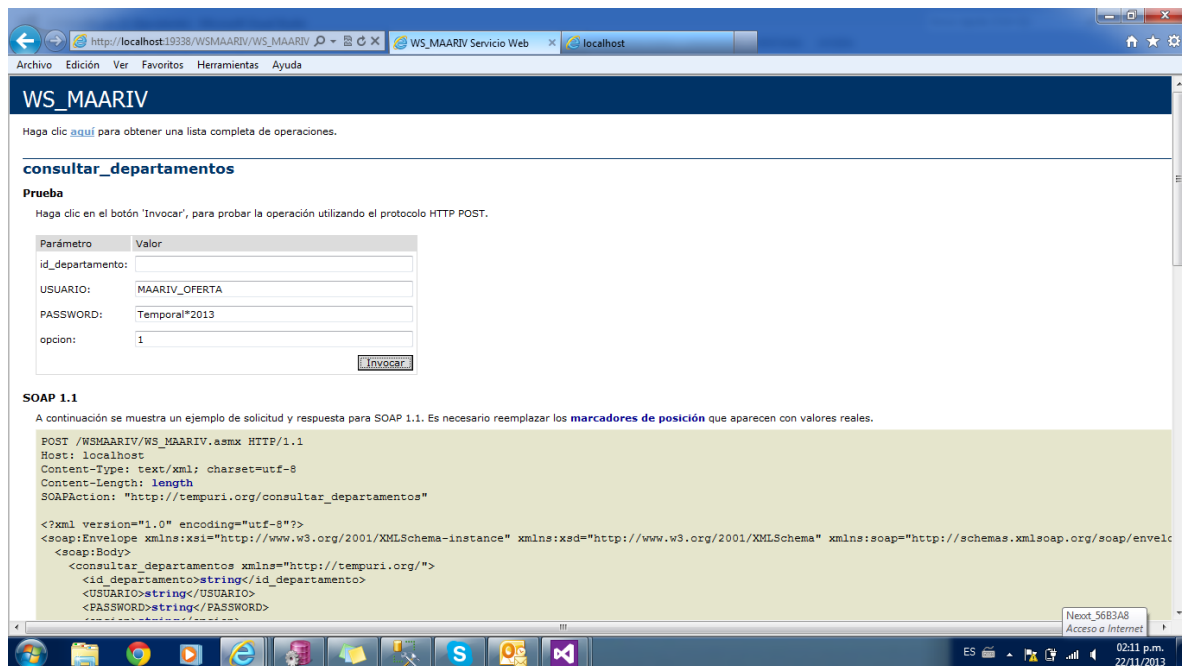 http://localhost:19338/WSMAARIV/WS_MAARIV
WS_MAARIV Servicio Web
localhost
Archivo Edición Ver Favoritos Herramientas Ayuda
WS_MAARIV
Haga clic aquí para obtener una lista completa de operaciones.
consultar_departamentos
Prueba
Haga clic en el botón 'Invocar', para probar la operación utilizando el protocolo HTTP POST.
Parámetro Valor
id_departamento:
USUARIO: MAARIV_OFERTA
PASSWORD: Temporal*2013
opcion: 1
Invocar
SOAP 1.1
A continuación se muestra un ejemplo de solicitud y respuesta para SOAP 1.1. Es necesario reemplazar los marcadores de posición que aparecen con valores reales.
POST /WSMAARIV/WS_MAARIV.asmx HTTP/1.1
Host: localhost
Content-Type: text/xml; charset=utf-8
Content-Length: length
SOAPAction: "http://tempuri.org/consultar_departamentos"
<?xml version="1.0" encoding="utf-8"?>
<soap:Envelope xmlns:xsi="http://www.w3.org/2001/XMLSchema-instance" xmlns:xsd="http://www.w3.org/2001/XMLSchema" xmlns:soap="http://schemas.xmlsoap.org/soap/envelo
<soap:Body>
<consultar_departamentos xmlns="http://tempuri.org/">
<id_departamento>string</id_departamento>
<USUARIO>string</USUARIO>
<PASSWORD>string</PASSWORD>
Nexxt_56B3A8
Acceso a Internet
ES
02:11 p.m.
22/11/2013